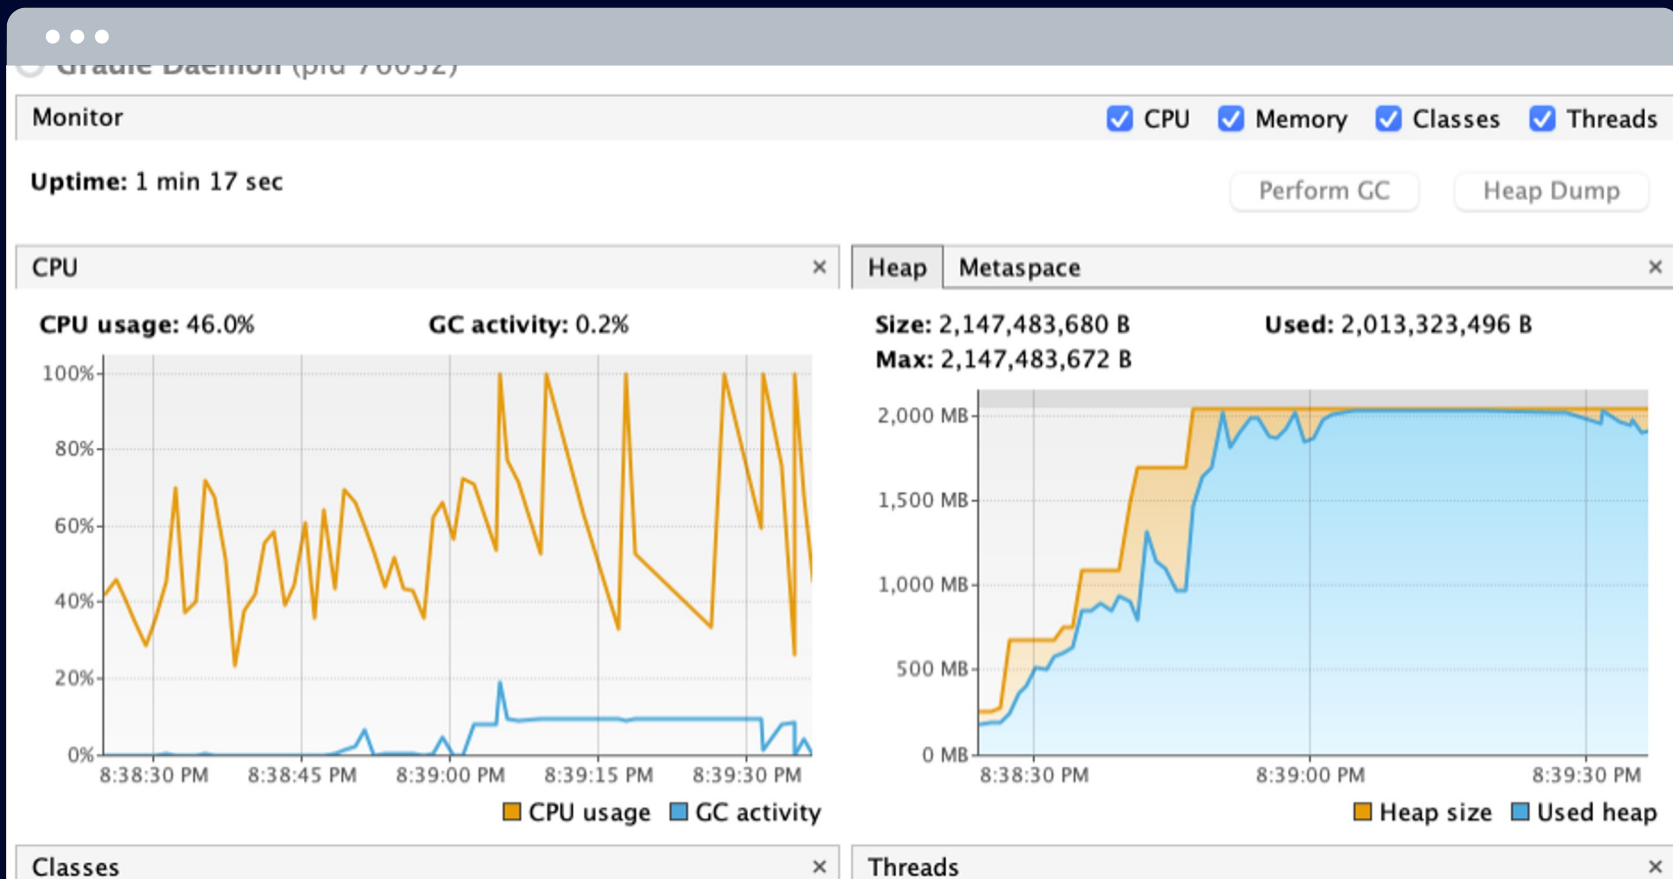 Gradle Daemon (pid 76032)
Monitor
CPU Memory Classes Threads
Uptime: 1 min 17 sec
Perform GC Heap Dump
CPU ×
CPU usage: 46.0% GC activity: 0.2%
100%
80%
60%
40%
20%
0%
8:38:30 PM 8:38:45 PM 8:39:00 PM 8:39:15 PM 8:39:30 PM
CPU usage GC activity
Heap Metaspace ×
Size: 2,147,483,680 B Used: 2,013,323,496 B
Max: 2,147,483,672 B
2,000 MB
1,500 MB
1,000 MB
500 MB
0 MB
8:38:30 PM 8:39:00 PM 8:39:30 PM
Heap size Used heap
Classes ×
Threads ×